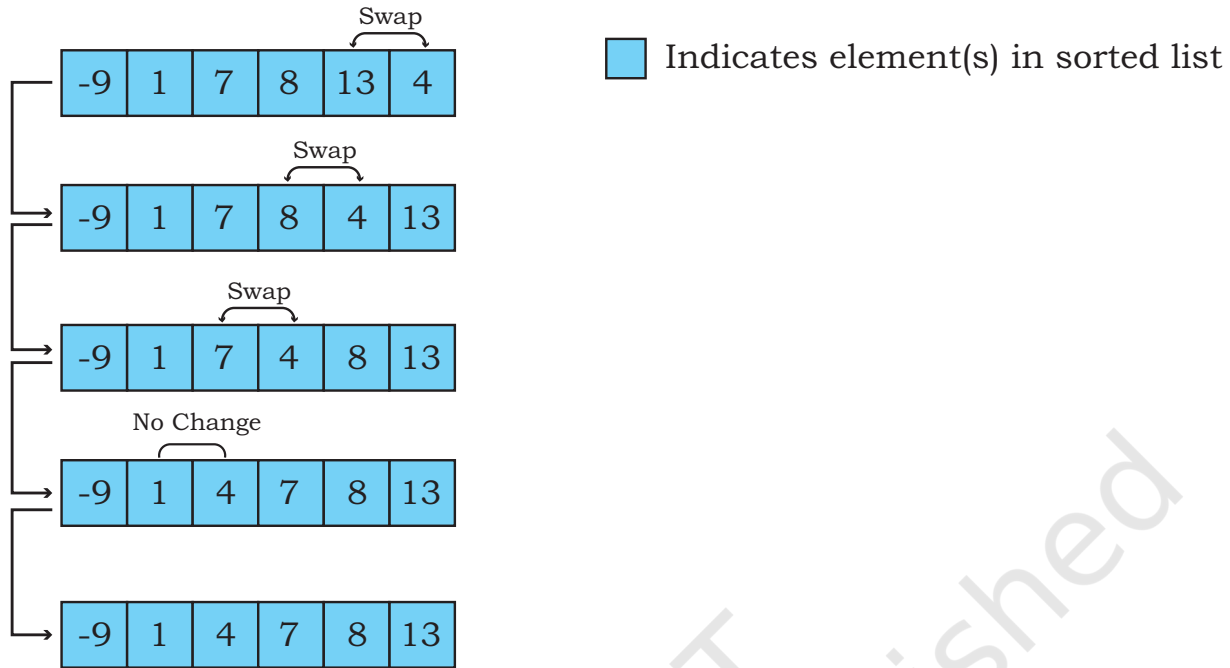 Swap
-9 1 7 8 13 4
Indicates element(s) in sorted list
Swap
-9 1 7 8 4 13
Swap
-9 1 7 4 8 13
No Change
-9 1 4 7 8 13
-9 1 4 7 8 13